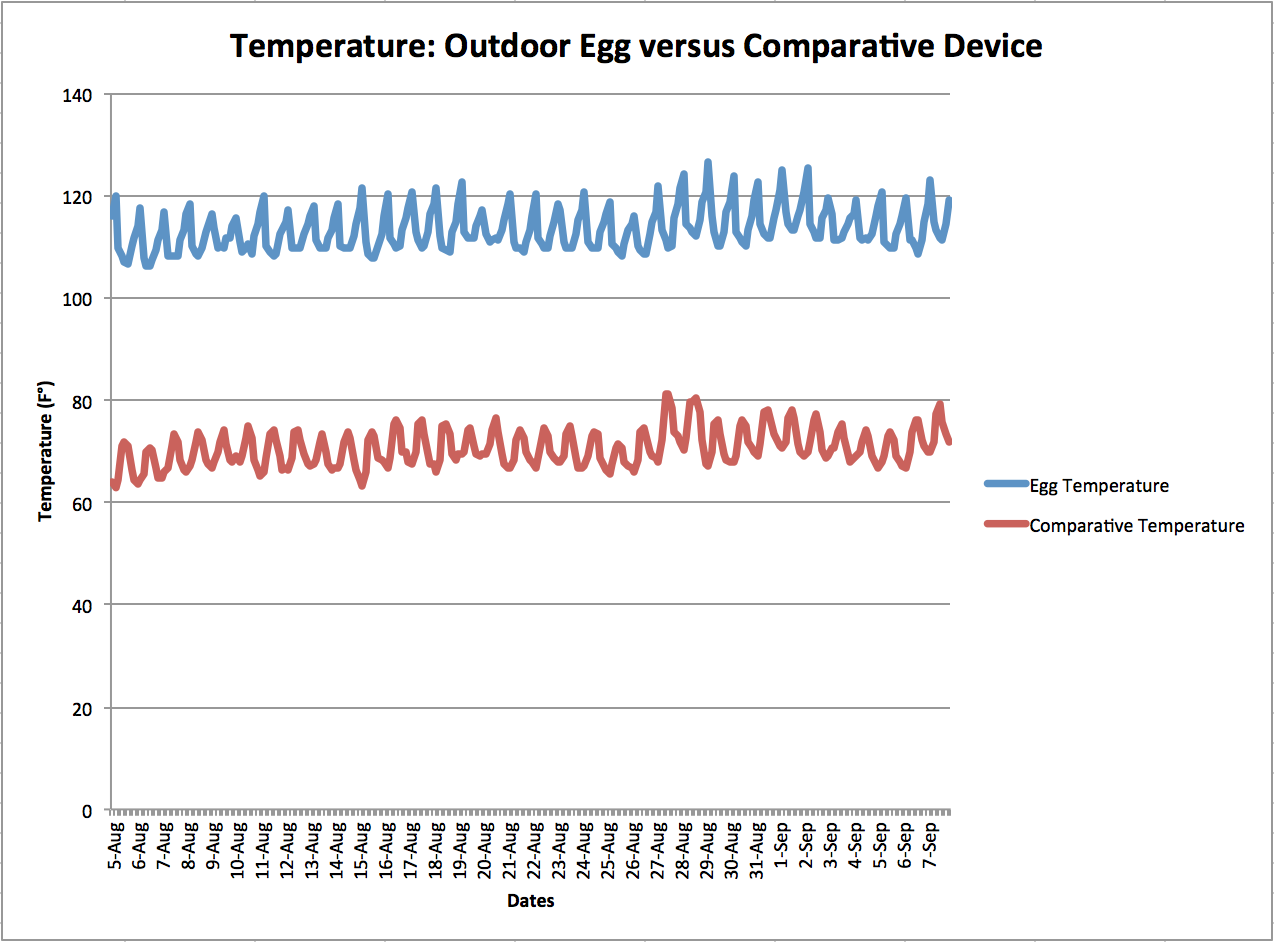 Temperature: Outdoor Egg versus Comparative Device
140
120
100
80
60
40
20
0
Temperature (F°)
5-Aug
6-Aug
7-Aug
8-Aug
9-Aug
10-Aug
11-Aug
12-Aug
13-Aug
14-Aug
15-Aug
16-Aug
17-Aug
18-Aug
19-Aug
20-Aug
21-Aug
22-Aug
23-Aug
24-Aug
25-Aug
26-Aug
27-Aug
28-Aug
29-Aug
30-Aug
31-Aug
1-Sep
2-Sep
3-Sep
4-Sep
5-Sep
6-Sep
7-Sep
Dates
Egg Temperature
Comparative Temperature